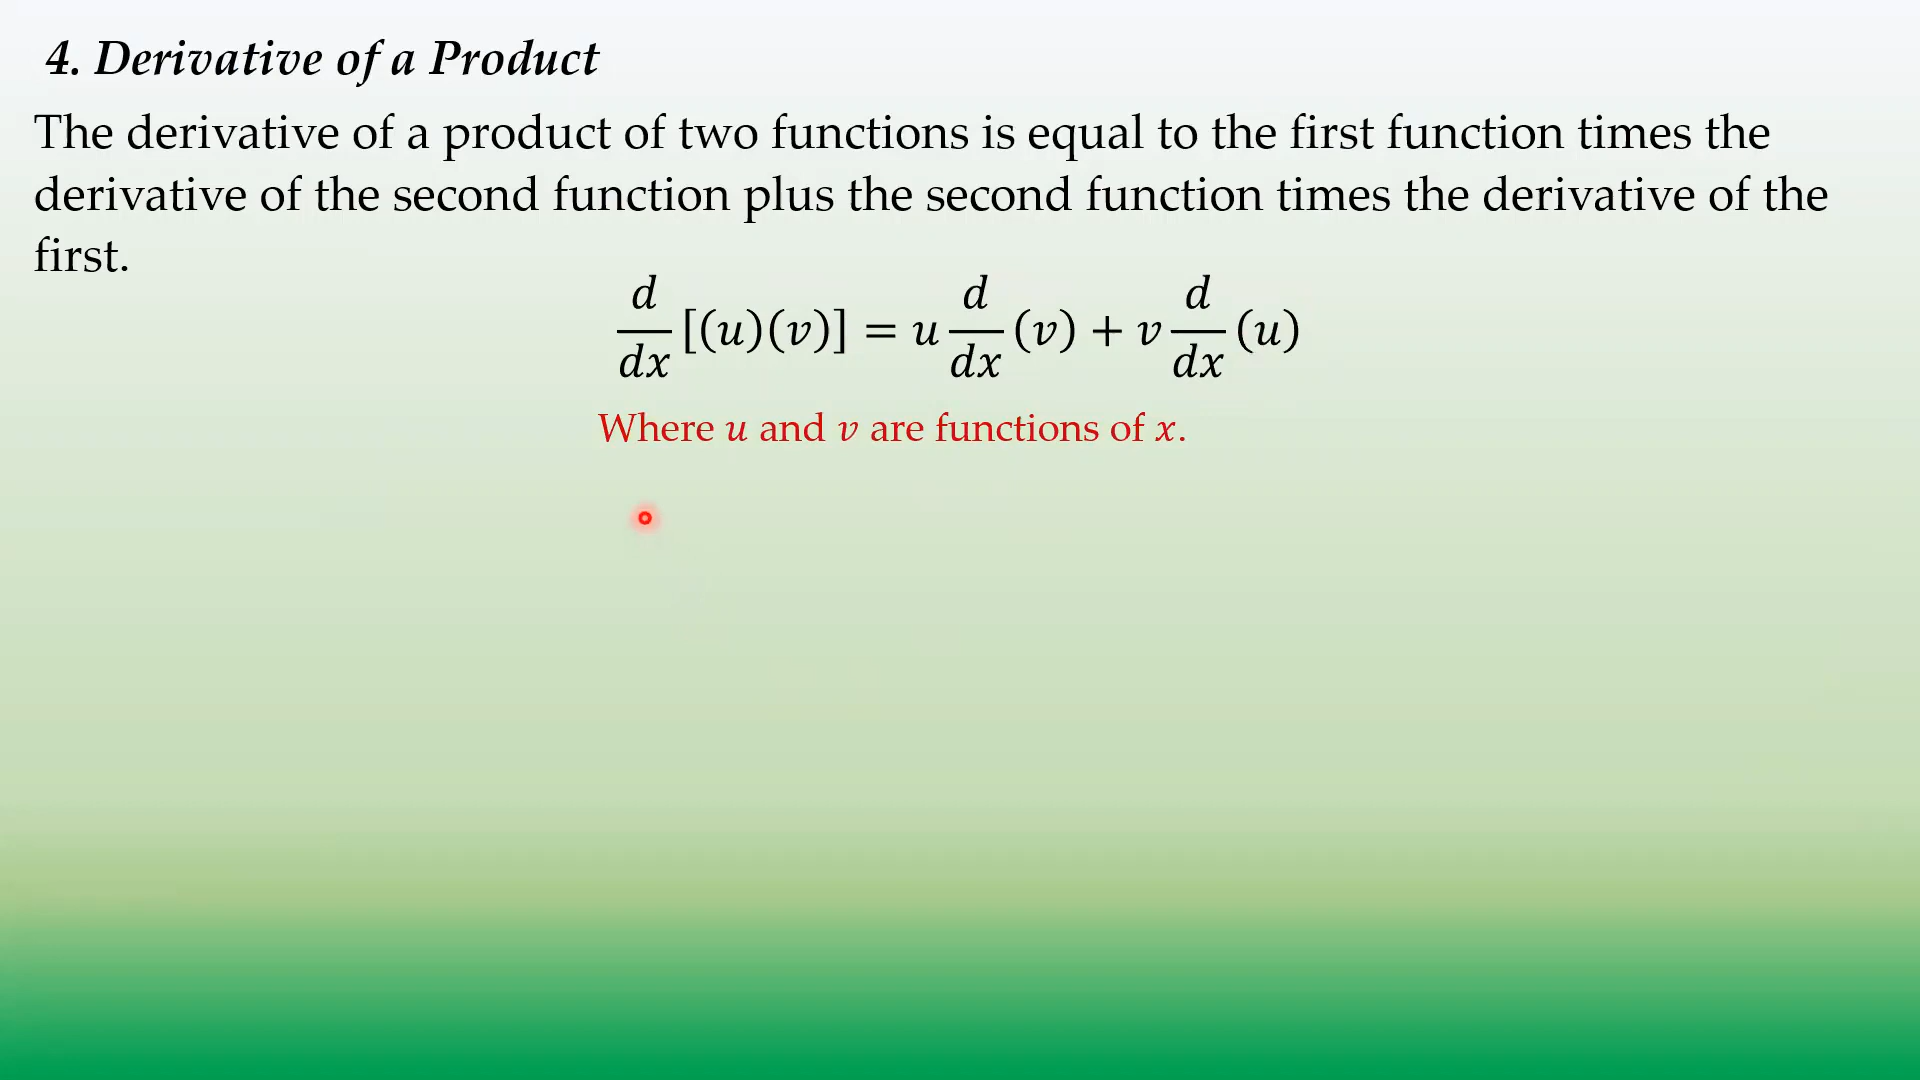 4. Derivative of a Product
The derivative of a product of two functions is equal to the first function times the
derivative of the second function plus the second function times the derivative of the
first.
d/dx [(u)(v)] = u d/dx (v) + v d/dx (u)
Where u and v are functions of x.